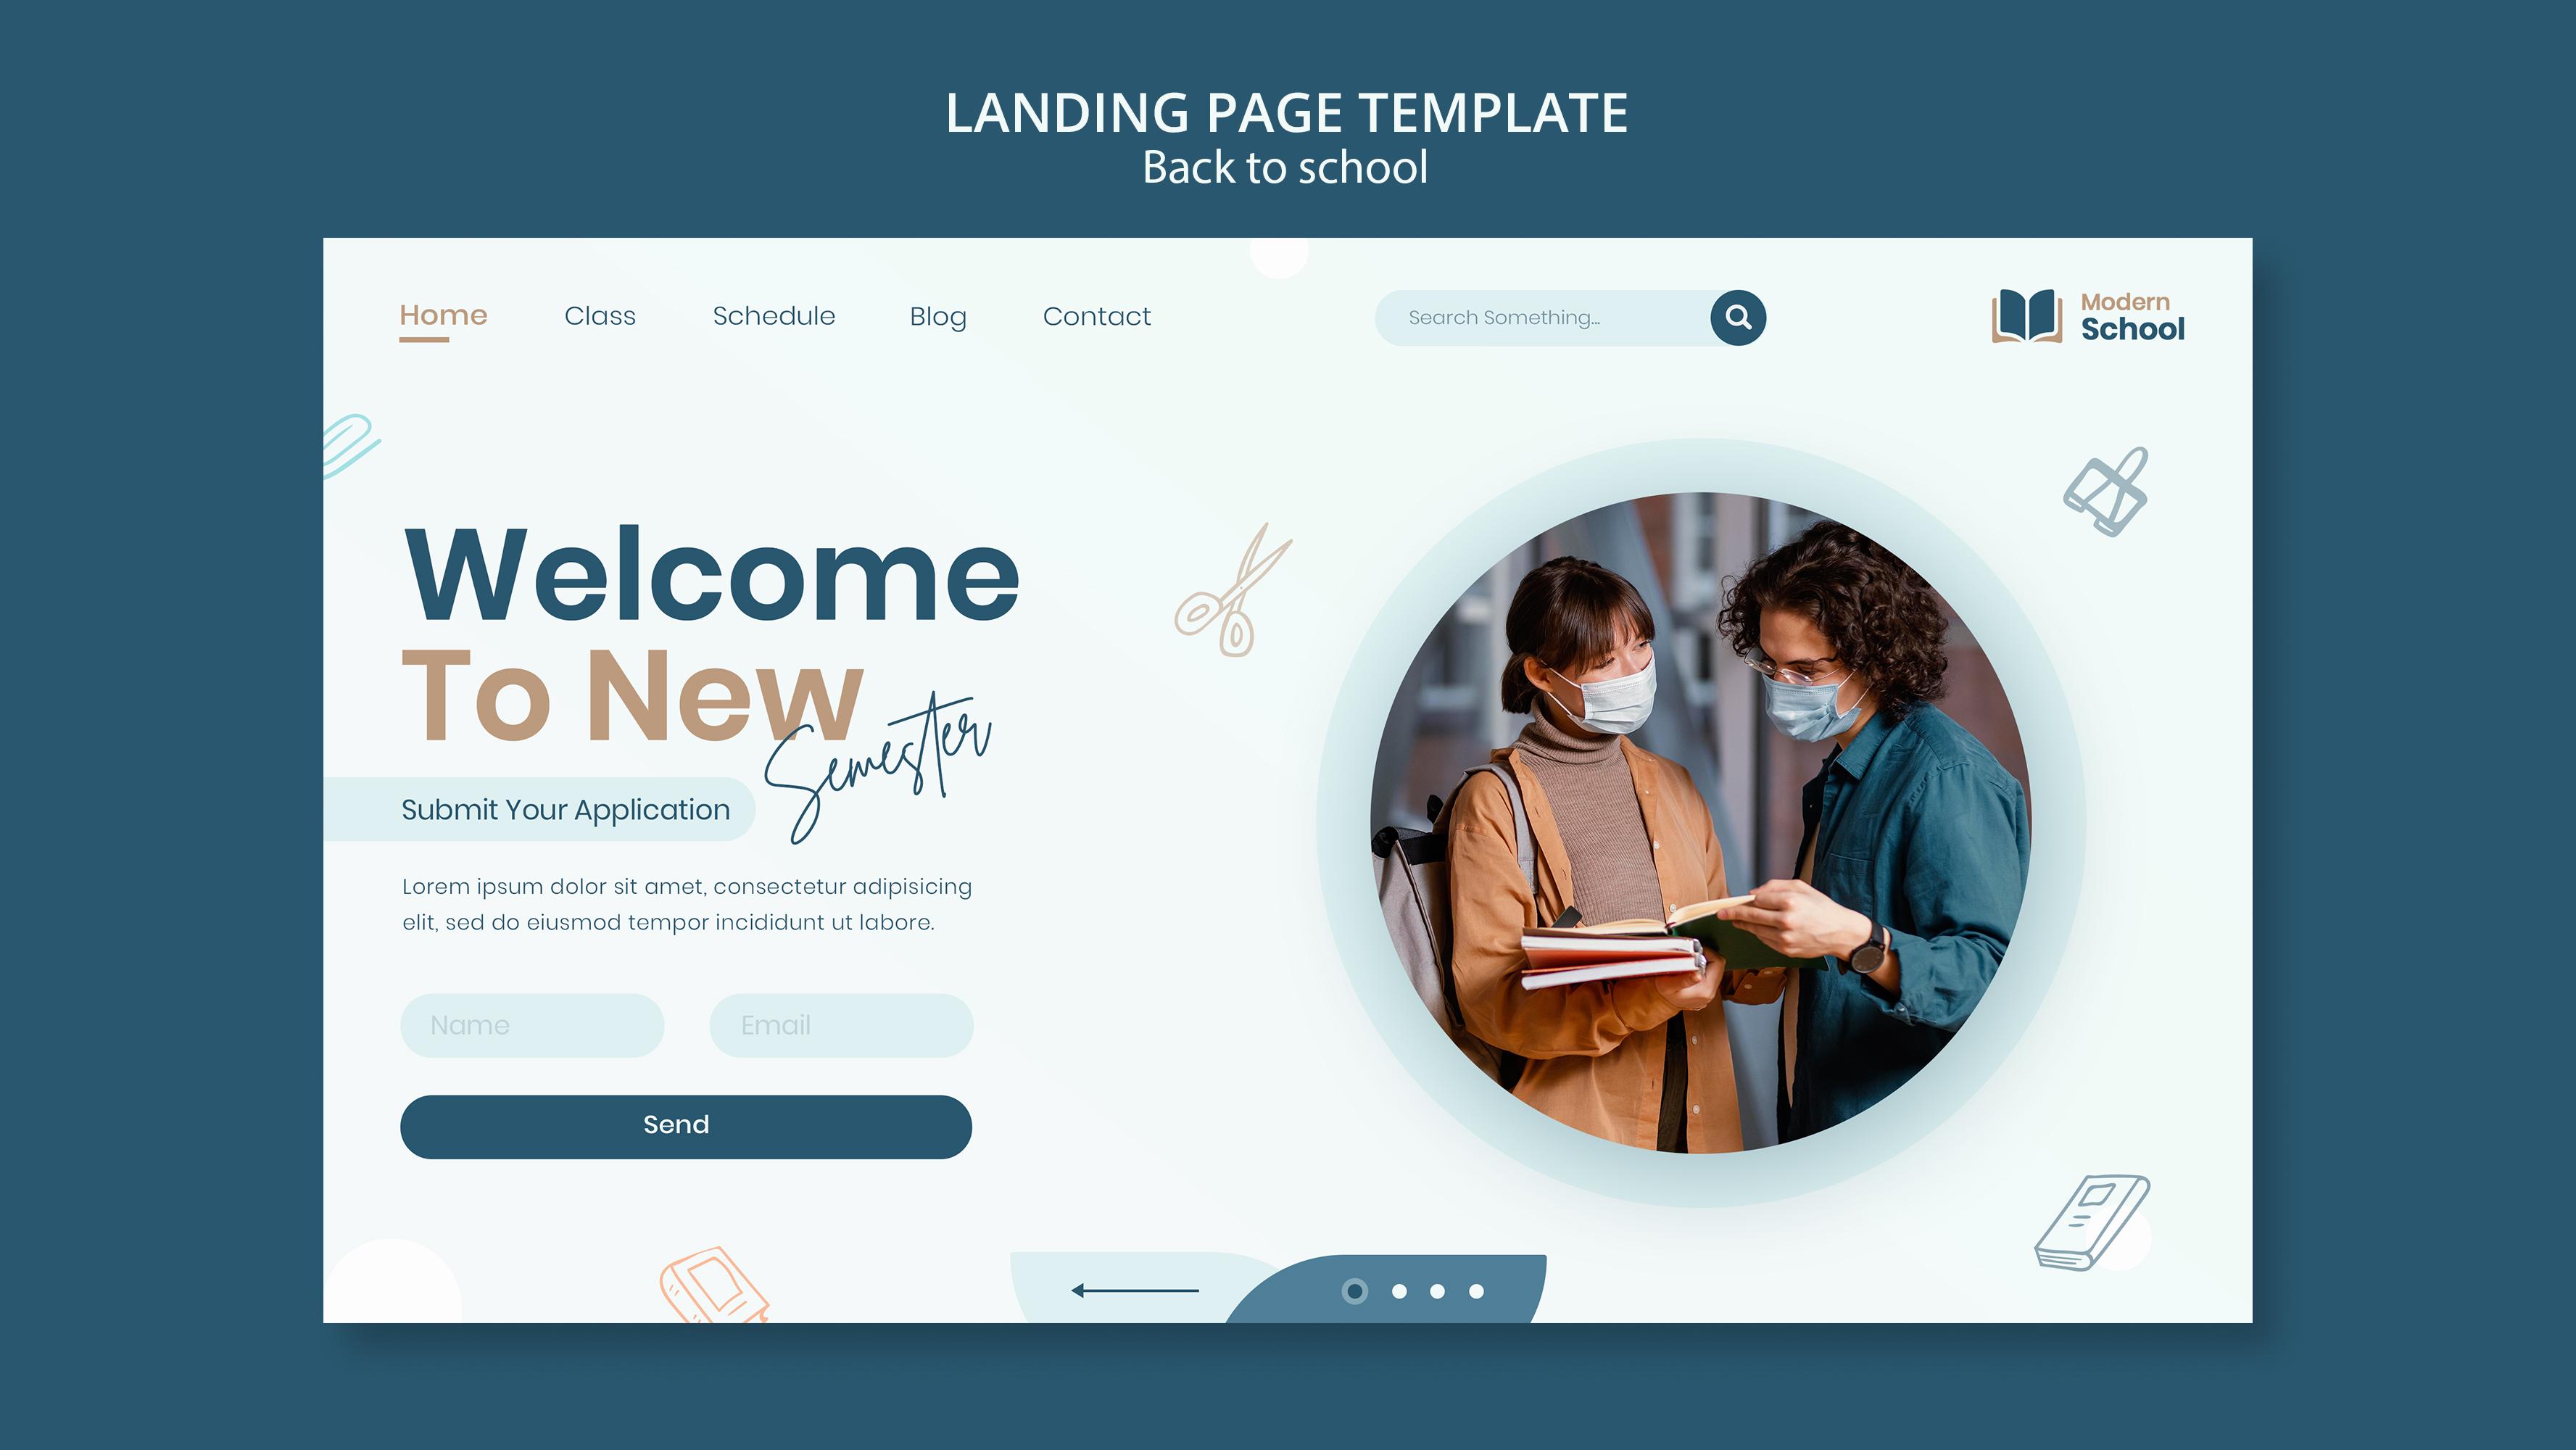 LANDING PAGE TEMPLATE
Back to school
Home Class Schedule Blog Contact
Search Something...
Modern
School
Welcome
To New
Semester
Submit Your Application
Lorem ipsum dolor sit amet, consectetur adipisicing
elit, sed do eiusmod tempor incididunt ut labore.
Name Email
Send